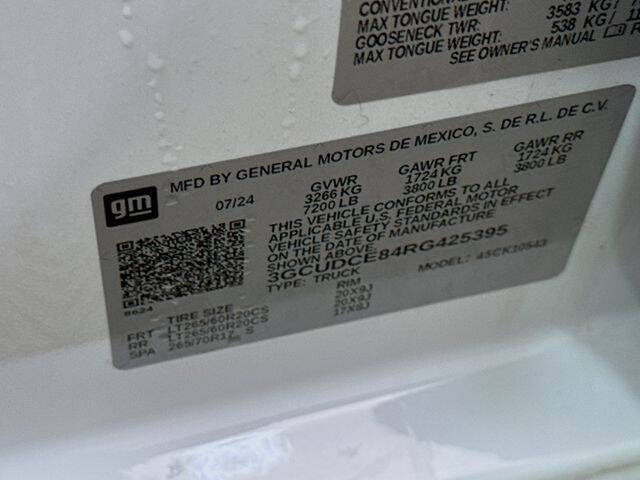 CONVENTION
MAX TONGUE WEIGHT: 3583 KG/
GOOSENECK TWR: 538 KG/
MAX TONGUE WEIGHT:
SEE OWNER'S MANUAL
gm
MFD BY GENERAL MOTORS DE MEXICO, S. DE R.L. DE C.V.
07/24 GVWR GAWR FRT GAWR RR
3266 KG 1724 KG 1724 KG
7200 LB 3800 LB 3800 LB
THIS VEHICLE CONFORMS TO ALL
APPLICABLE U.S. FEDERAL MOTOR
VEHICLE SAFETY STANDARDS IN EFFECT
ON THE DATE OF MANUFACTURE
SHOWN ABOVE.
3GCUDCE84RG425395
TYPE: TRUCK MODEL: 4SCK10543
8624
TIRE SIZE RIM
FRT LT265/60R20CS 20X9J
RR LT265/60R20CS 20X9J
SPA 265/70R17 S 17X8J